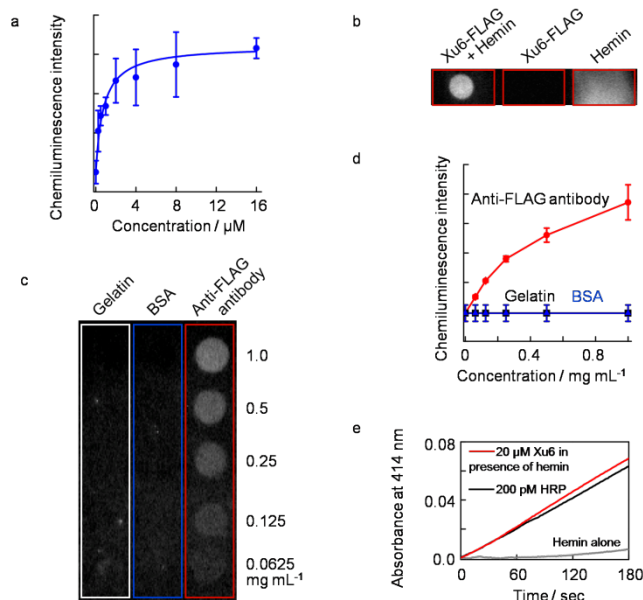 a
Chemiluminescence intensity
0
4
8
12
16
Concentration / µM
b
Xu6-FLAG
+ Hemin
Xu6-FLAG
Hemin
c
Gelatin
BSA
Anti-FLAG
antibody
1.0
0.5
0.25
0.125
0.0625
mg mL⁻¹
d
Chemiluminescence intensity
Anti-FLAG antibody
Gelatin
BSA
0
0.4
0.8
Concentration / mg mL⁻¹
e
Absorbance at 414 nm
0.08
0.04
0.0
20 µM Xu6 in
presence of hemin
200 pM HRP
Hemin alone
0
60
120
180
Time / sec